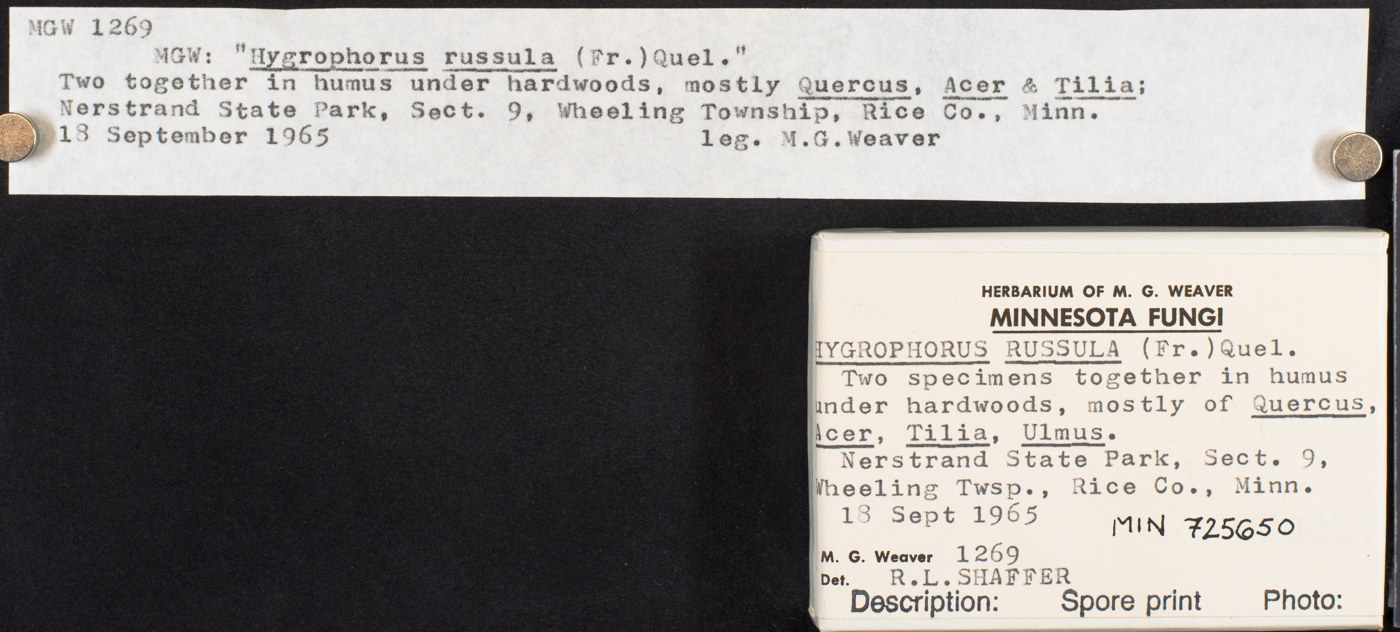 MGW 1269
MGW: "Hygrophorus russula (Fr.)Quel."
Two together in humus under hardwoods, mostly Quercus, Acer & Tilia;
Nerstrand State Park, Sect. 9, Wheeling Township, Rice Co., Minn.
18 September 1965 leg. M.G.Weaver
HERBARIUM OF M. G. WEAVER
MINNESOTA FUNGI
HYGROPHORUS RUSSULA (Fr.)Quel.
Two specimens together in humus
under hardwoods, mostly of Quercus,
Acer, Tilia, Ulmus.
Nerstrand State Park, Sect. 9,
Wheeling Twsp., Rice Co., Minn.
18 Sept 1965
MIN 725650
M. G. Weaver 1269
Det. R.L.SHAFFER
Description: Spore print Photo: